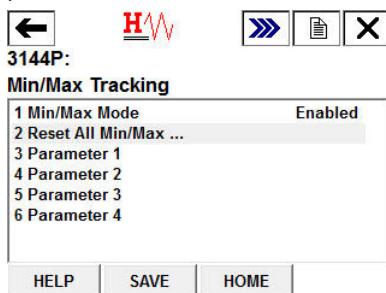 H
3144P:
Min/Max Tracking
1 Min/Max Mode Enabled
2 Reset All Min/Max ...
3 Parameter 1
4 Parameter 2
5 Parameter 3
6 Parameter 4
HELP SAVE HOME